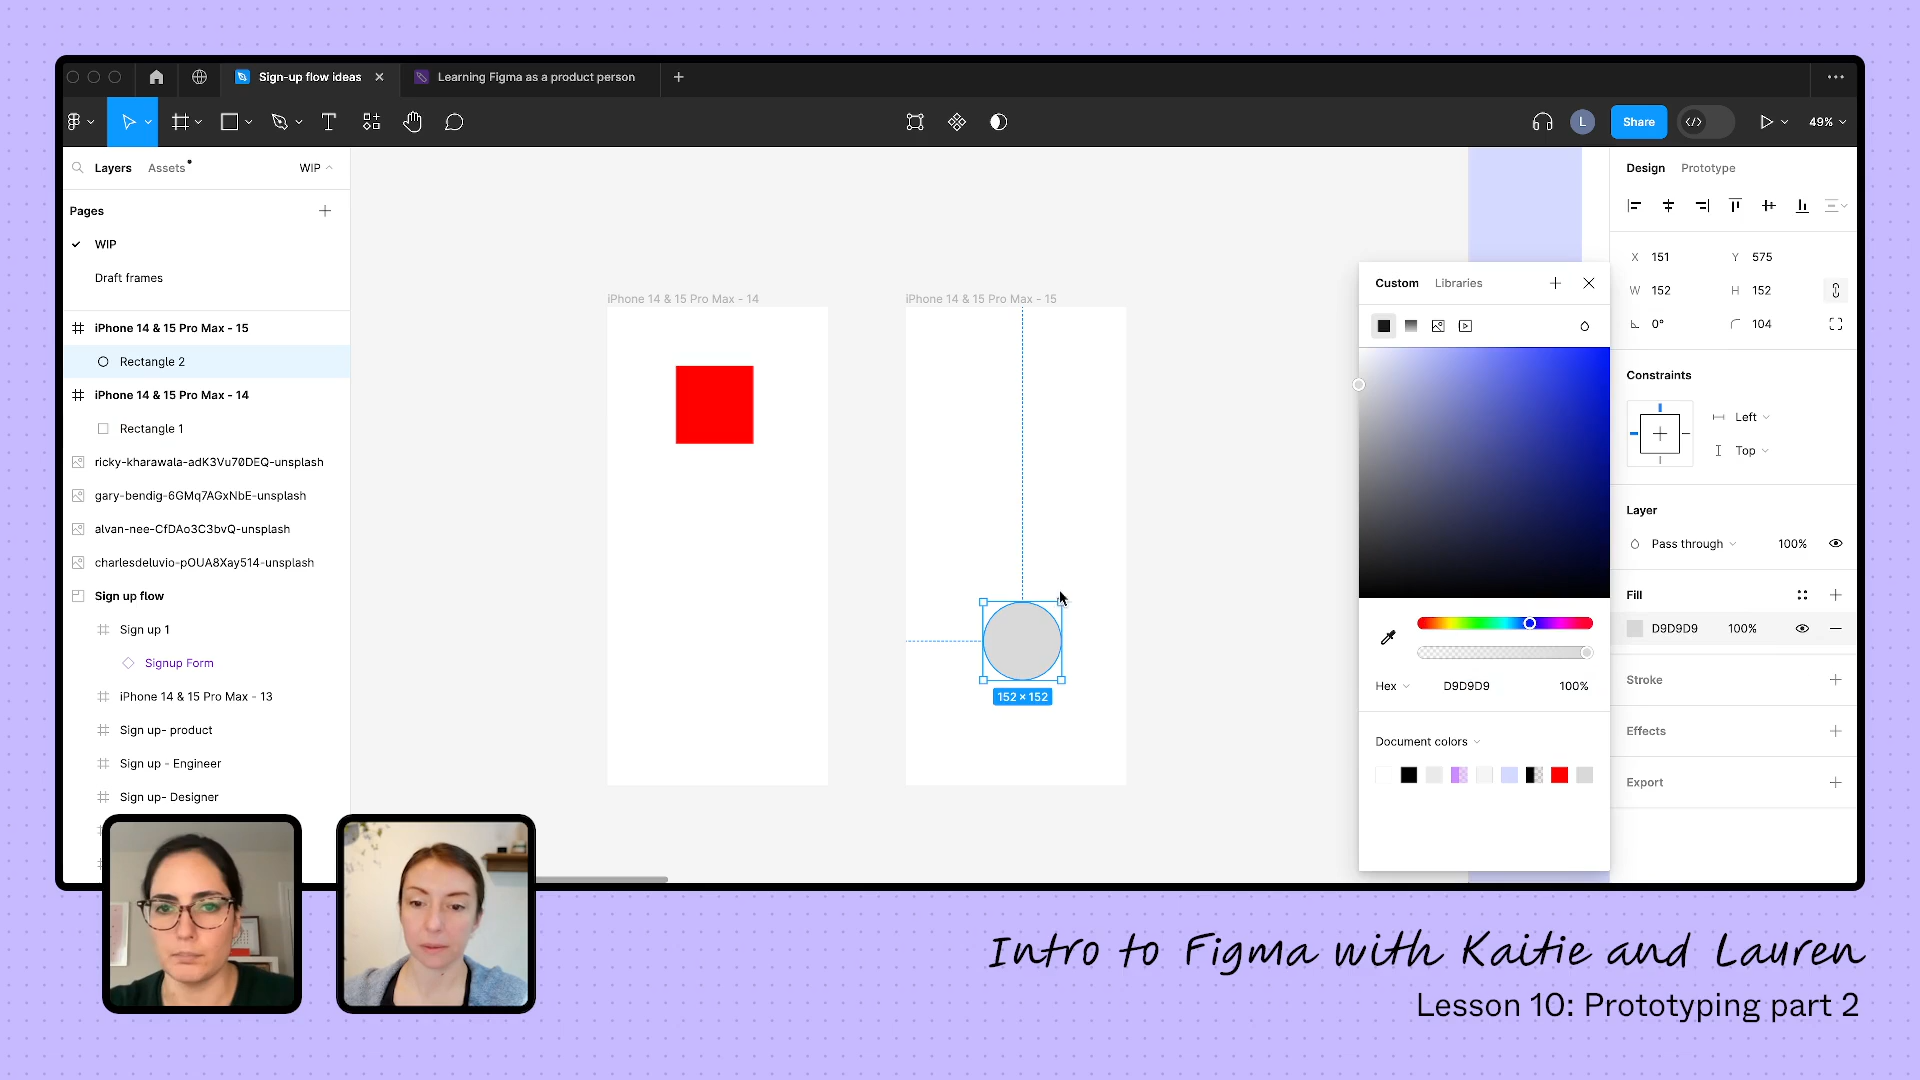 Sign-up flow ideas
Learning Figma as a product person
L
Share
49%
Layers
Assets
WIP
Pages
WIP
Draft frames
iPhone 14 & 15 Pro Max - 15
Rectangle 2
iPhone 14 & 15 Pro Max - 14
Rectangle 1
ricky-kharawala-adK3Vu70DEQ-unsplash
gary-bendig-6GMq7AGxNbE-unsplash
alvan-nee-CfDAo3C3bvQ-unsplash
charlesdeluvio-pOUA8Xay514-unsplash
Sign up flow
Sign up 1
Signup Form
iPhone 14 & 15 Pro Max - 13
Sign up- product
Sign up - Engineer
Sign up- Designer
iPhone 14 & 15 Pro Max - 14
iPhone 14 & 15 Pro Max - 15
152 × 152
Custom
Libraries
Hex
D9D9D9
100%
Document colors
Design
Prototype
X 151
Y 575
W 152
H 152
0°
104
Constraints
Left
Top
Layer
Pass through
100%
Fill
D9D9D9
100%
Stroke
Effects
Export
Intro to Figma with Kaitie and Lauren
Lesson 10: Prototyping part 2